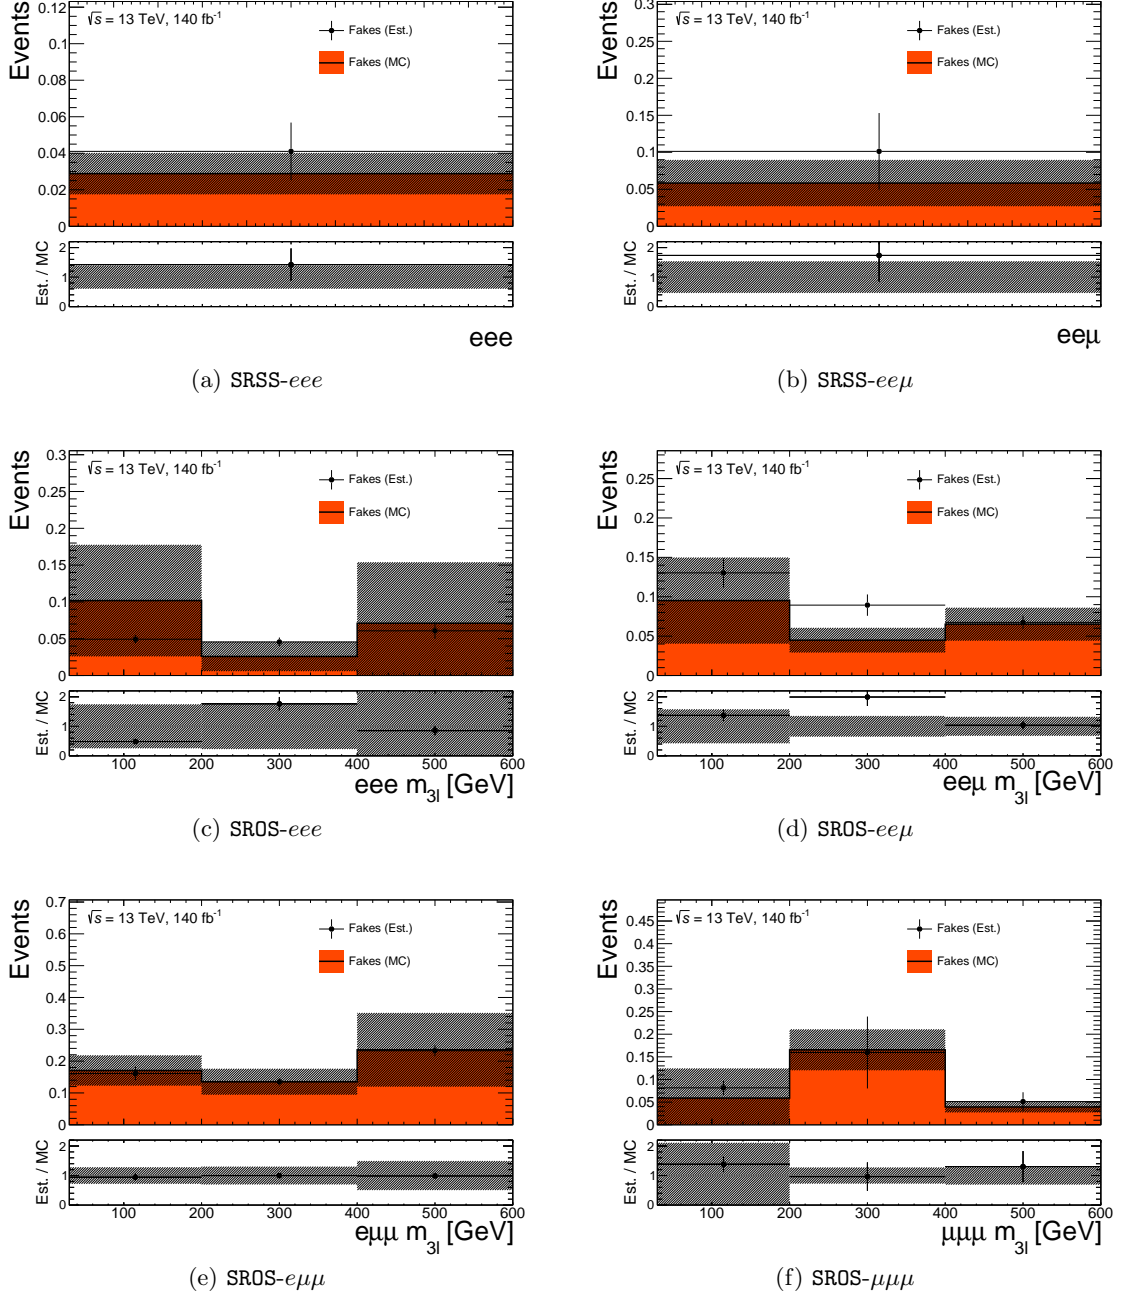 Events
√s = 13 TeV, 140 fb-1
Fakes (Est.)
Fakes (MC)
0.12
0.1
0.08
0.06
0.04
0.02
0
Est. / MC
2
1
0
eee
(a) SRSS-eee
Events
√s = 13 TeV, 140 fb-1
Fakes (Est.)
Fakes (MC)
0.3
0.25
0.2
0.15
0.1
0.05
0
Est. / MC
2
1
0
eeμ
(b) SRSS-eeμ
Events
√s = 13 TeV, 140 fb-1
Fakes (Est.)
Fakes (MC)
0.3
0.25
0.2
0.15
0.1
0.05
0
Est. / MC
2
1
0
100 200 300 400 500 600
eee m3l [GeV]
(c) SROS-eee
Events
√s = 13 TeV, 140 fb-1
Fakes (Est.)
Fakes (MC)
0.25
0.2
0.15
0.1
0.05
0
Est. / MC
2
1
0
100 200 300 400 500 600
eeμ m3l [GeV]
(d) SROS-eeμ
Events
√s = 13 TeV, 140 fb-1
Fakes (Est.)
Fakes (MC)
0.7
0.6
0.5
0.4
0.3
0.2
0.1
0
Est. / MC
2
1
0
100 200 300 400 500 600
eμμ m3l [GeV]
(e) SROS-eμμ
Events
√s = 13 TeV, 140 fb-1
Fakes (Est.)
Fakes (MC)
0.45
0.4
0.35
0.3
0.25
0.2
0.15
0.1
0.05
0
Est. / MC
2
1
0
100 200 300 400 500 600
μμμ m3l [GeV]
(f) SROS-μμμ